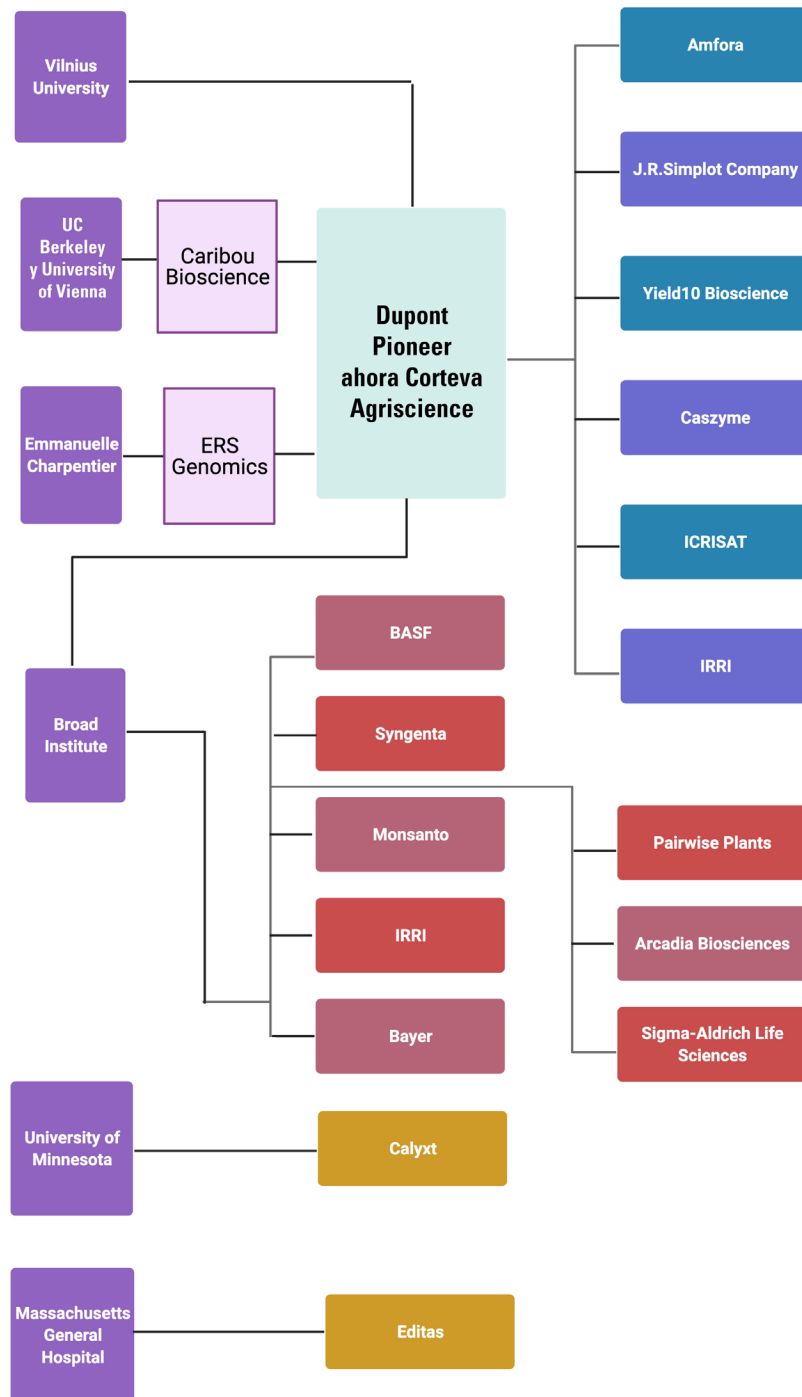 Vilnius
University
UC
Berkeley
y University
of Vienna
Caribou
Bioscience
Emmanuelle
Charpentier
ERS
Genomics
Dupont
Pioneer
ahora Corteva
Agriscience
Amfora
J.R.Simplot Company
Yield10 Bioscience
Caszyme
ICRISAT
IRRI
Broad
Institute
BASF
Syngenta
Monsanto
IRRI
Bayer
Pairwise Plants
Arcadia Biosciences
Sigma-Aldrich Life
Sciences
University of
Minnesota
Calyxt
Massachusetts
General
Hospital
Editas